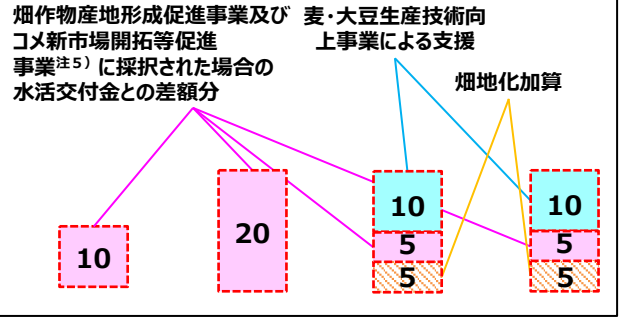 畑作物産地形成促進事業及び
コメ新市場開拓等促進
事業注５）に採択された場合の
水活交付金との差額分
麦・大豆生産技術向
上事業による支援
畑地化加算
10
20
10
5
5
10
5
5